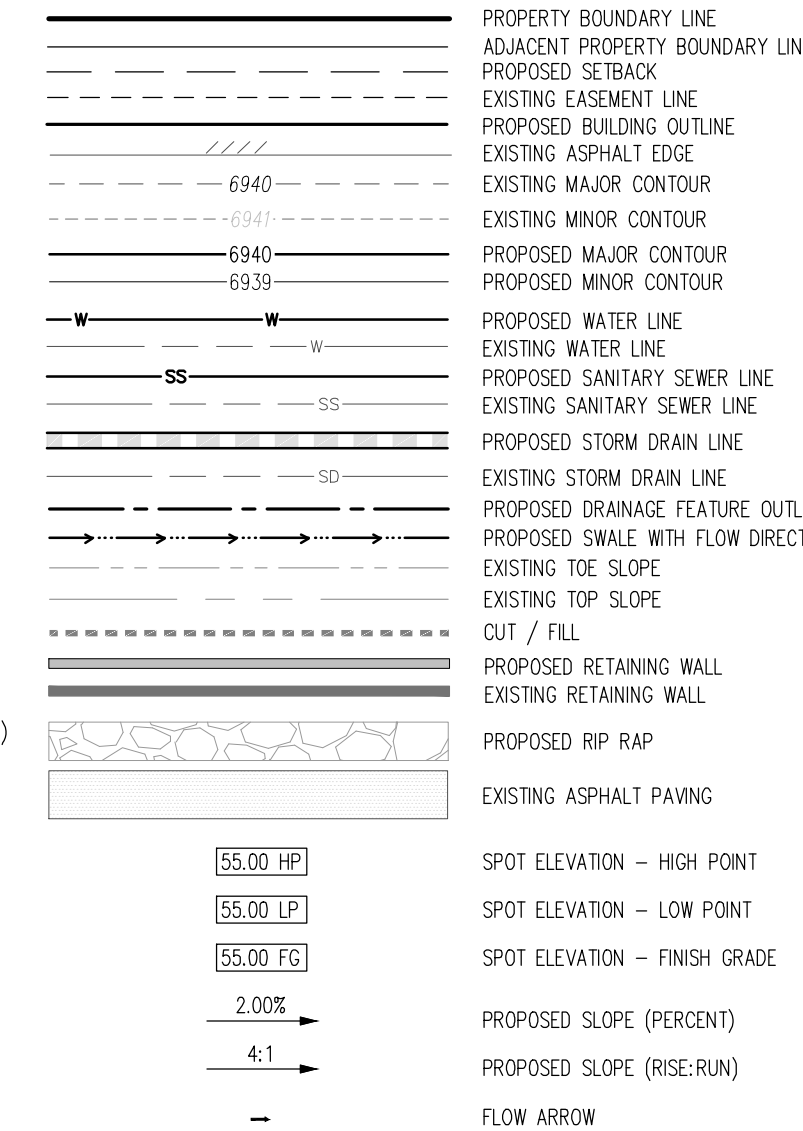 PROPERTY BOUNDARY LINE
ADJACENT PROPERTY BOUNDARY LIN
PROPOSED SETBACK
EXISTING EASEMENT LINE
PROPOSED BUILDING OUTLINE
EXISTING ASPHALT EDGE
6940 EXISTING MAJOR CONTOUR
6941 EXISTING MINOR CONTOUR
6940 PROPOSED MAJOR CONTOUR
6939 PROPOSED MINOR CONTOUR
W W PROPOSED WATER LINE
W EXISTING WATER LINE
SS PROPOSED SANITARY SEWER LINE
SS EXISTING SANITARY SEWER LINE
PROPOSED STORM DRAIN LINE
SD EXISTING STORM DRAIN LINE
PROPOSED DRAINAGE FEATURE OUTL
PROPOSED SWALE WITH FLOW DIRECT
EXISTING TOE SLOPE
EXISTING TOP SLOPE
CUT / FILL
PROPOSED RETAINING WALL
EXISTING RETAINING WALL
) PROPOSED RIP RAP
EXISTING ASPHALT PAVING
55.00 HP SPOT ELEVATION – HIGH POINT
55.00 LP SPOT ELEVATION – LOW POINT
55.00 FG SPOT ELEVATION – FINISH GRADE
2.00% PROPOSED SLOPE (PERCENT)
4:1 PROPOSED SLOPE (RISE:RUN)
FLOW ARROW